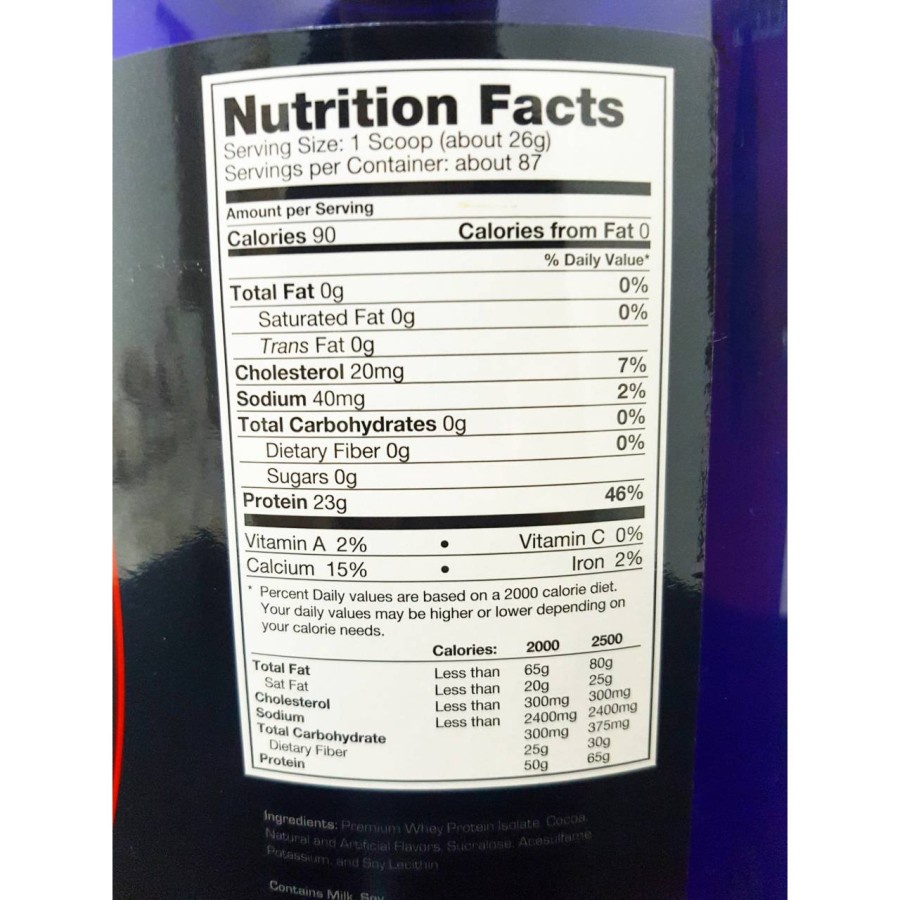 Nutrition Facts
Serving Size: 1 Scoop (about 26g)
Servings per Container: about 87
Amount per Serving
Calories 90 Calories from Fat 0
% Daily Value*
Total Fat 0g 0%
Saturated Fat 0g 0%
Trans Fat 0g
Cholesterol 20mg 7%
Sodium 40mg 2%
Total Carbohydrates 0g 0%
Dietary Fiber 0g 0%
Sugars 0g
Protein 23g 46%
Vitamin A 2% • Vitamin C 0%
Calcium 15% • Iron 2%
* Percent Daily values are based on a 2000 calorie diet.
Your daily values may be higher or lower depending on
your calorie needs.
Calories: 2000 2500
Total Fat Less than 65g 80g
Sat Fat Less than 20g 25g
Cholesterol Less than 300mg 300mg
Sodium Less than 2400mg 2400mg
Total Carbohydrate 300mg 375mg
Dietary Fiber 25g 30g
Protein 50g 65g
Ingredients: Premium Whey Protein Isolate, Cocoa,
Natural and Artificial Flavors, Sucralose, Acesulfame
Potassium, and Soy Lecithin
Contains Milk, Soy